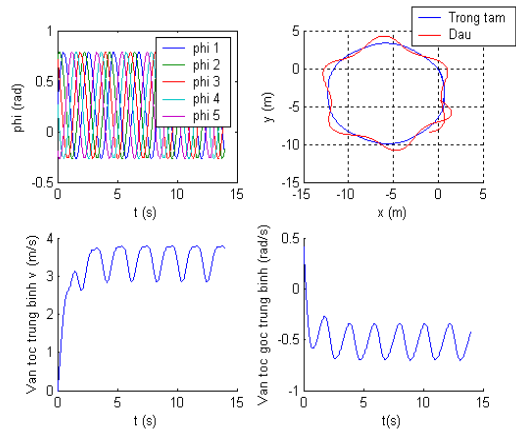 1
0.5
0
-0.5
phi (rad)
phi 1
phi 2
phi 3
phi 4
phi 5
0
5
10
15
t (s)
Trong tam
Dau
15
10
5
0
-5
-10
-15
y (m)
-15
-10
-5
0
5
x (m)
4
3
2
1
0
Van toc trung binh v (m/s)
0
5
10
15
t (s)
0.5
0
-0.5
-1
Van toc goc trung binh (rad/s)
0
5
10
15
t(s)